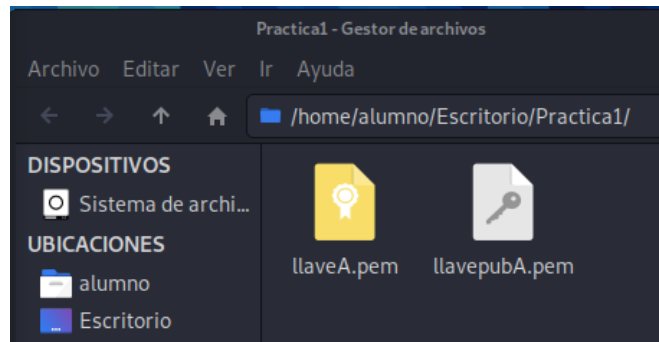 Practica1 - Gestor de archivos
Archivo Editar Ver Ir Ayuda
/home/alumno/Escritorio/Practica1/
DISPOSITIVOS
Sistema de archi...
UBICACIONES
alumno
Escritorio
llaveA.pem llavepubA.pem